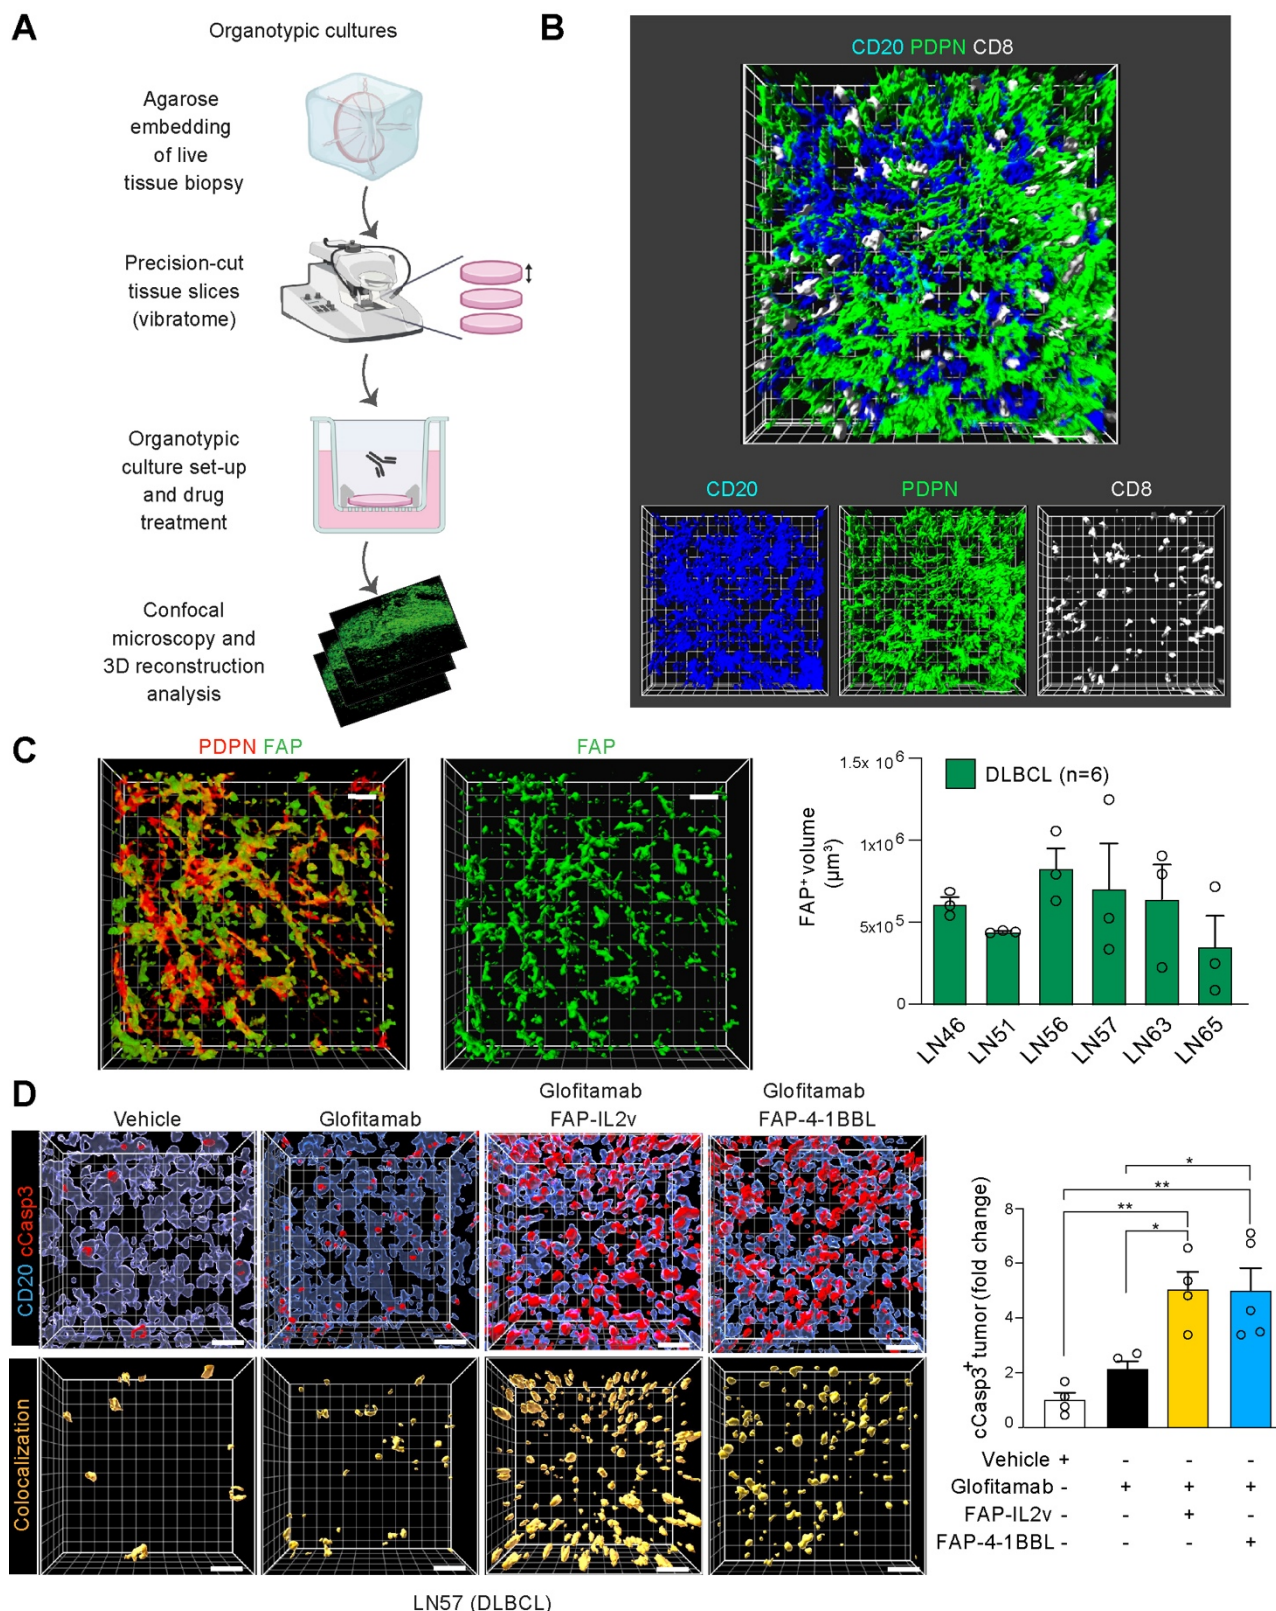 A
Organotypic cultures
Agarose
embedding
of live
tissue biopsy
Precision-cut
tissue slices
(vibratome)
Organotypic
culture set-up
and drug
treatment
Confocal
microscopy and
3D reconstruction
analysis
B
CD20 PDPN CD8
CD20
PDPN
CD8
C
PDPN FAP
FAP
FAP⁺ volume
(µm³)
1.5x 10⁶
1x 10⁶
5x10⁵
0
DLBCL (n=6)
LN46
LN51
LN56
LN57
LN63
LN65
D
Vehicle
Glofitamab
Glofitamab
FAP-IL2v
Glofitamab
FAP-4-1BBL
CD20 cCasp3
Colocalization
LN57 (DLBCL)
cCasp3⁺ tumor (fold change)
8
6
4
2
0
*
**
**
*
Vehicle + - - -
Glofitamab - + + +
FAP-IL2v - - + -
FAP-4-1BBL - - - +